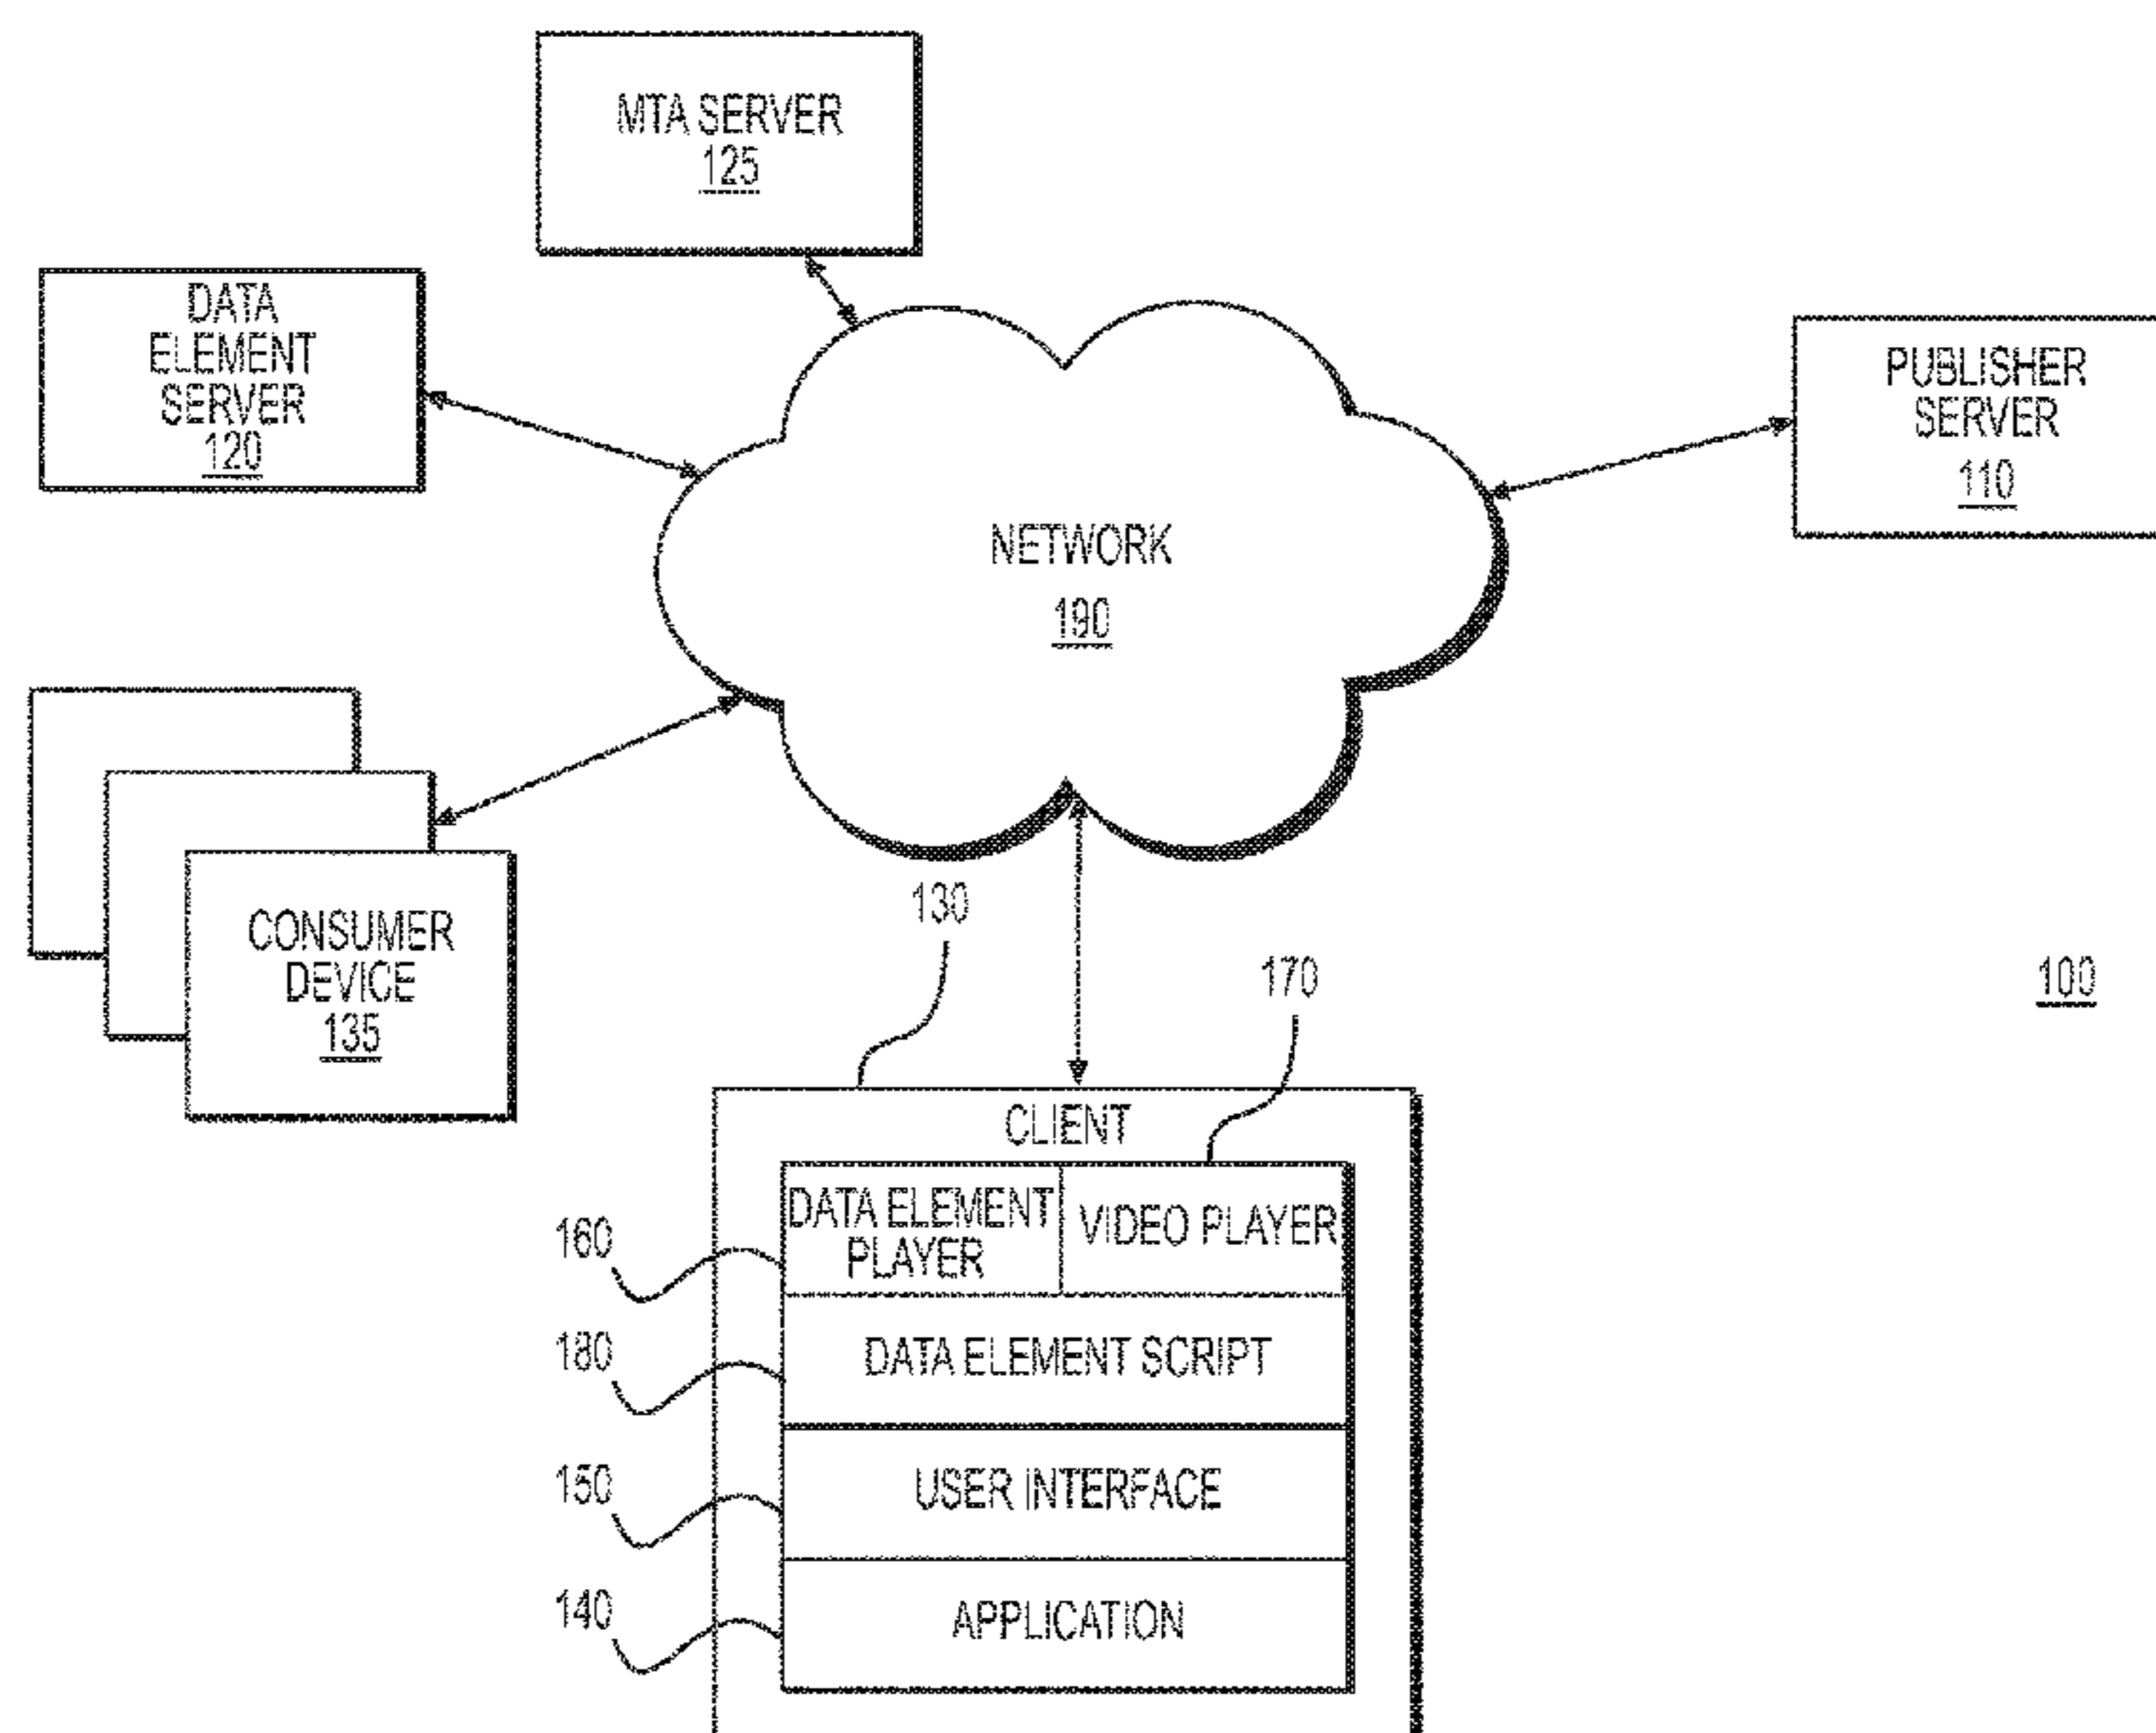 MTA SERVER
125
DATA
ELEMENT
SERVER
120
PUBLISHER
SERVER
110
NETWORK
190
CONSUMER
DEVICE
135
130
170
100
CLIENT
DATA ELEMENT
PLAYER
VIDEO PLAYER
160
DATA ELEMENT SCRIPT
180
USER INTERFACE
150
APPLICATION
140